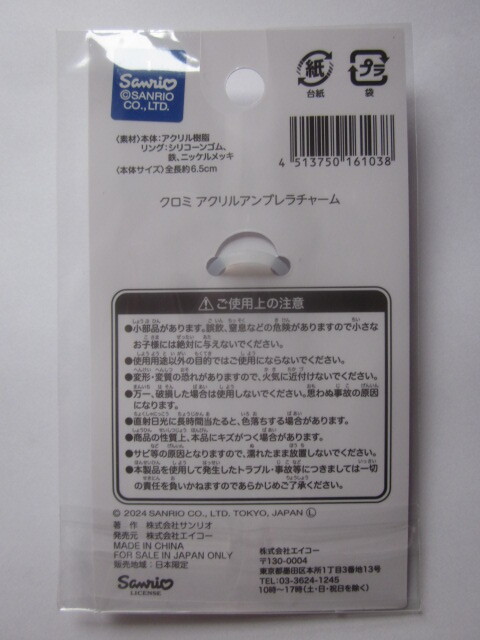 Sanrio
©SANRIO
CO., LTD.
紙
台紙
プラ
袋
〈素材〉本体:アクリル樹脂
リング:シリコーンゴム、
鉄、ニッケルメッキ
〈本体サイズ〉全長約6.5cm
4 513750 161038
クロミ アクリルアンブレラチャーム
ご使用上の注意
●小部品があります。誤飲、窒息などの危険がありますので小さな
お子様には絶対に与えないでください。
●使用用途以外の目的ではご使用にならないでください。
●変形・変質の恐れがありますので、火気に近付けないでください。
●万一、破損した場合は使用しないでください。思わぬ事故の原因
になります。
●直射日光に長時間当たると、色落ちする場合があります。
●商品の性質上、本品にキズがつく場合があります。
●サビ等の原因となりますので、濡れたまま放置しないでください。
●本製品を使用して発生したトラブル・事故等につきましては一切
の責任を負いかねますのであらかじめご了承ください。
© 2024 SANRIO CO., LTD. TOKYO, JAPAN Ⓛ
著作 株式会社サンリオ
発売元 株式会社エイコー
MADE IN CHINA
FOR SALE IN JAPAN ONLY
販売地域:日本限定
Sanrio
LICENSE
株式会社エイコー
〒130-0004
東京都墨田区本所1丁目3番13号
TEL:03-3624-1245
10時〜17時(土・日・祝日を除く)